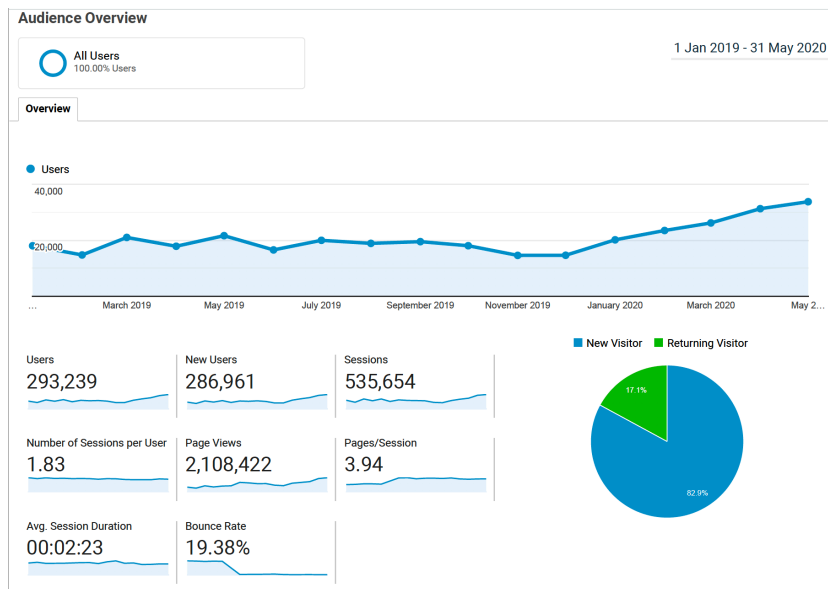 Audience Overview
All Users
100.00% Users
1 Jan 2019 - 31 May 2020
Overview
Users
40,000
20,000
... March 2019 May 2019 July 2019 September 2019 November 2019 January 2020 March 2020 May 2...
New Visitor Returning Visitor
Users New Users Sessions
293,239 286,961 535,654
17.1%
Number of Sessions per User Page Views Pages/Session
1.83 2,108,422 3.94
82.9%
Avg. Session Duration Bounce Rate
00:02:23 19.38%